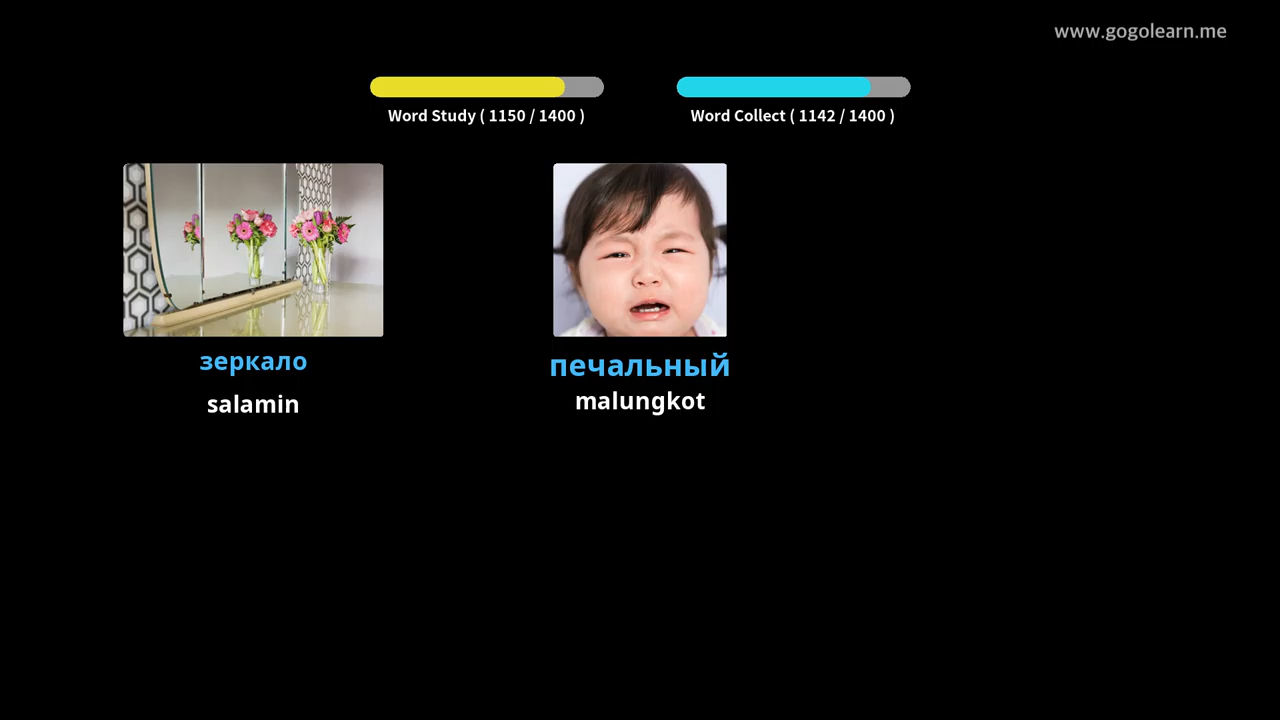 www.gogolearn.me
Word Study ( 1150 / 1400 )
Word Collect ( 1142 / 1400 )
зеркало
salamin
печальный
malungkot